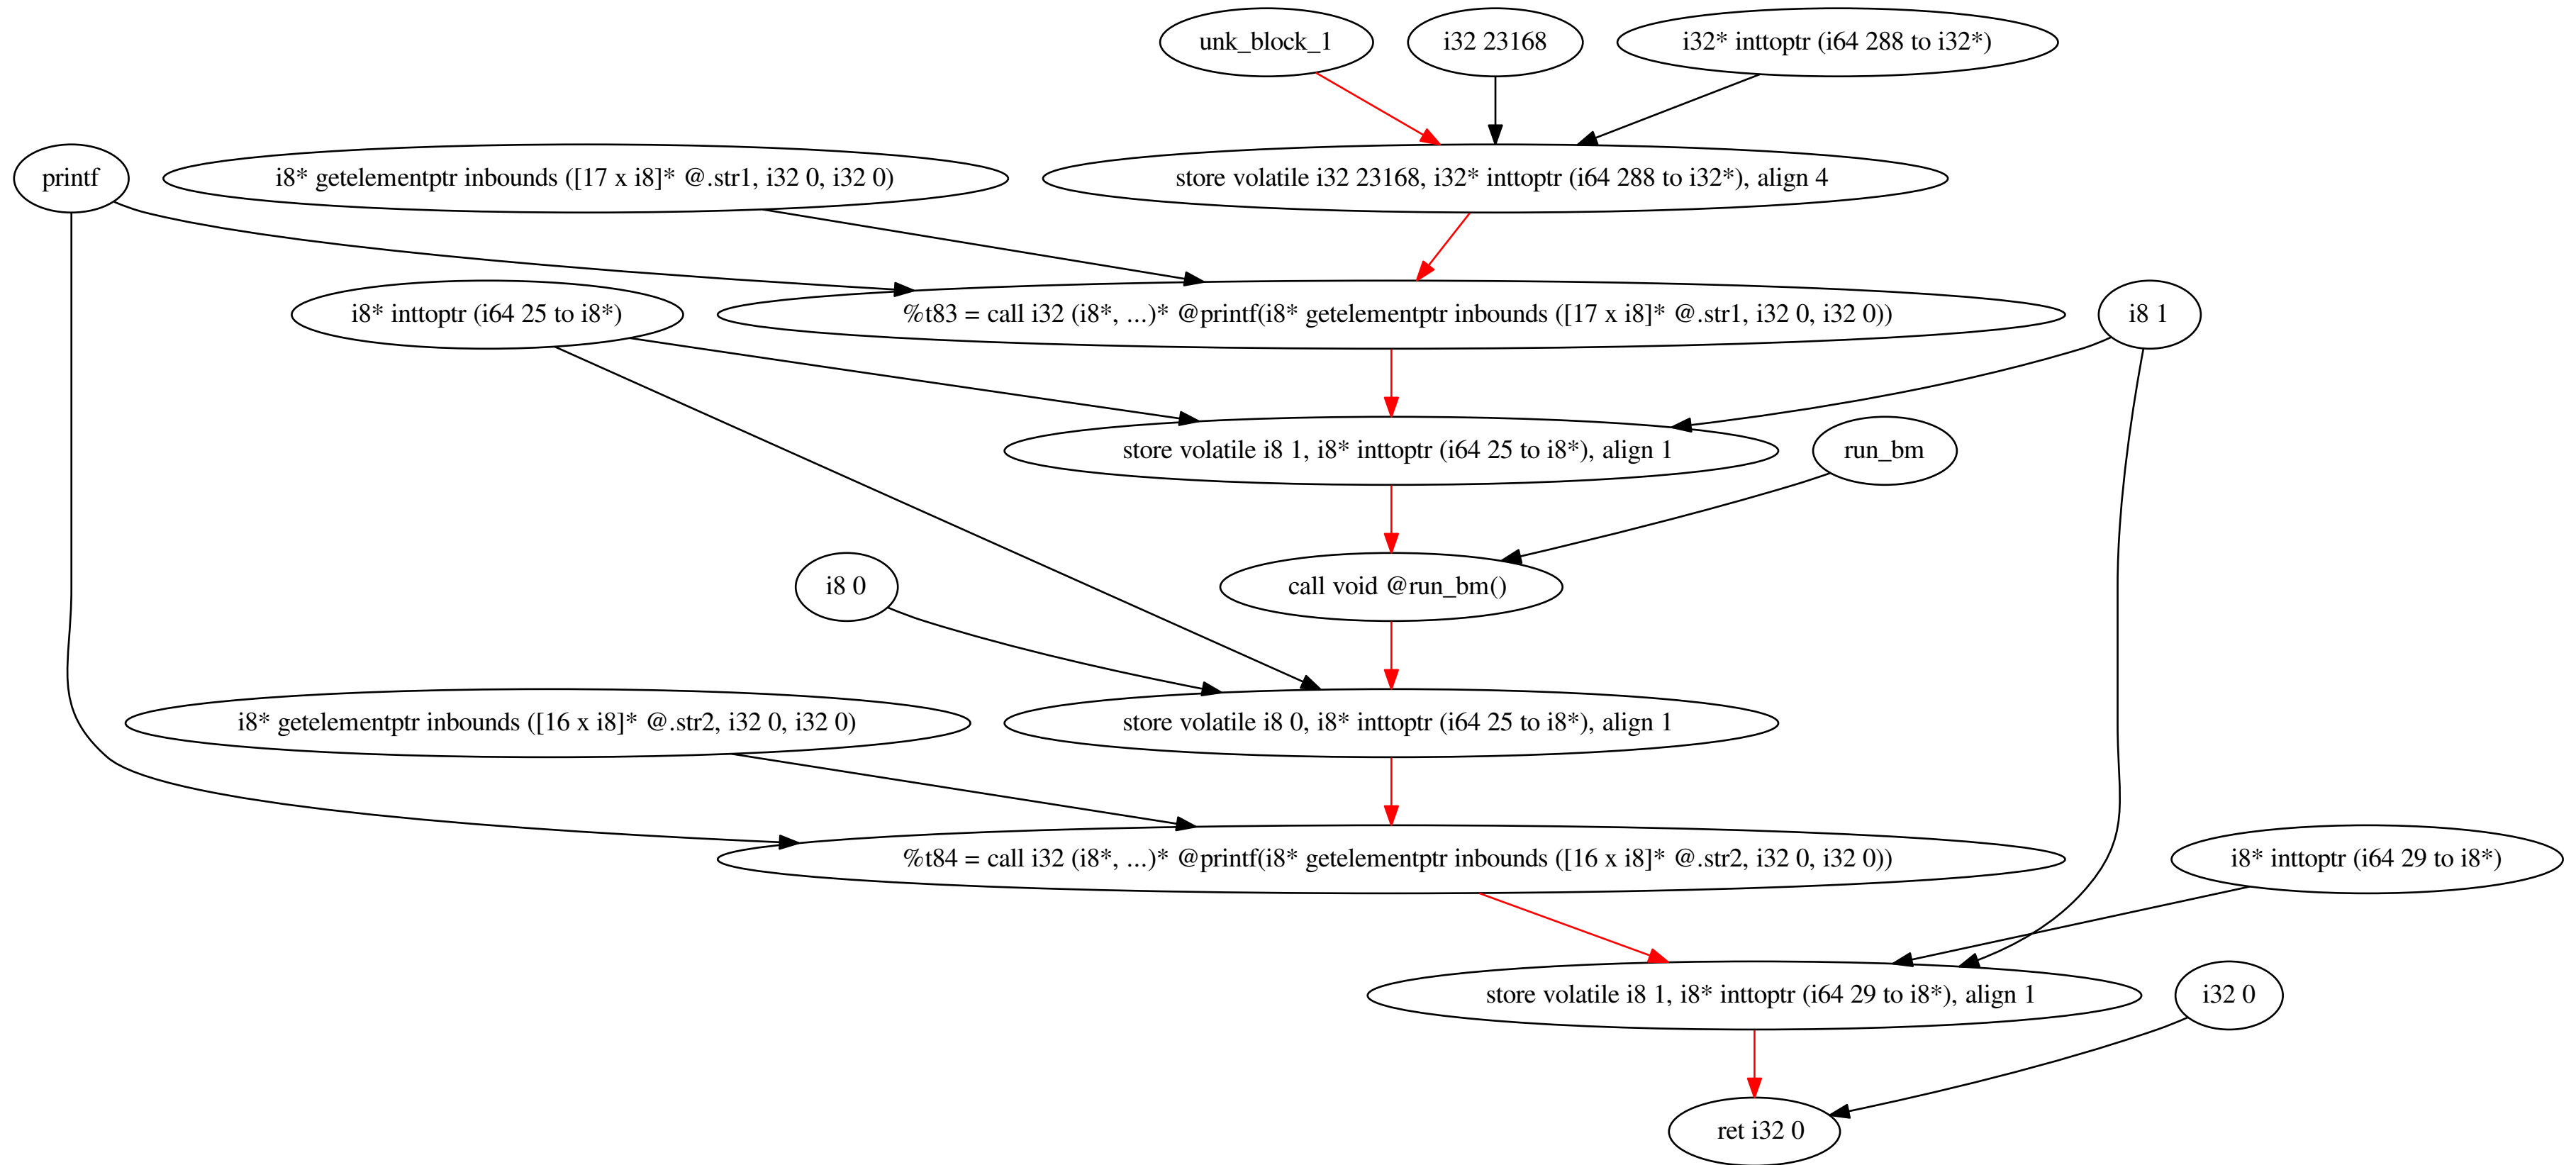 unk_block_1
i32 23168
i32* inttoptr (i64 288 to i32*)
printf
i8* getelementptr inbounds ([17 x i8]* @.str1, i32 0, i32 0)
store volatile i32 23168, i32* inttoptr (i64 288 to i32*), align 4
i8* inttoptr (i64 25 to i8*)
%t83 = call i32 (i8*, ...)* @printf(i8* getelementptr inbounds ([17 x i8]* @.str1, i32 0, i32 0))
i8 1
store volatile i8 1, i8* inttoptr (i64 25 to i8*), align 1
run_bm
i8 0
call void @run_bm()
i8* getelementptr inbounds ([16 x i8]* @.str2, i32 0, i32 0)
store volatile i8 0, i8* inttoptr (i64 25 to i8*), align 1
%t84 = call i32 (i8*, ...)* @printf(i8* getelementptr inbounds ([16 x i8]* @.str2, i32 0, i32 0))
i8* inttoptr (i64 29 to i8*)
store volatile i8 1, i8* inttoptr (i64 29 to i8*), align 1
i32 0
ret i32 0